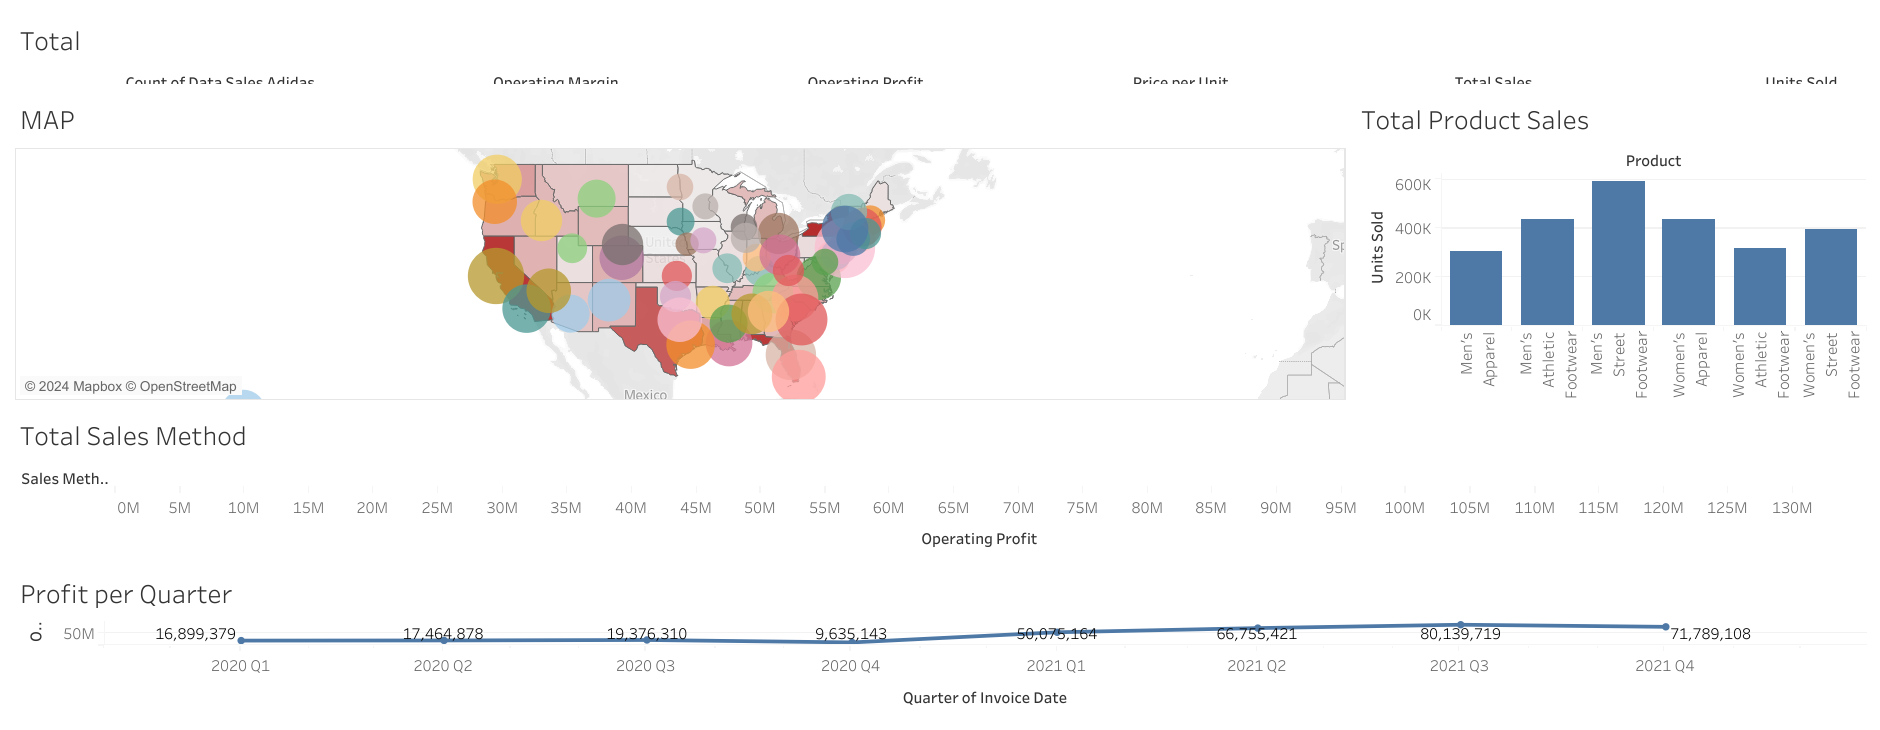 Total
Count of Data Sales Adidas Operating Margin Operating Profit Price per Unit Total Sales Units Sold
MAP
United
States
Mexico
Sp
© 2024 Mapbox © OpenStreetMap
Total Product Sales
Product
Units Sold
600K
400K
200K
0K
Men's
Apparel
Men's
Athletic
Footwear
Men's
Street
Footwear
Women's
Apparel
Women's
Athletic
Footwear
Women's
Street
Footwear
Total Sales Method
Sales Meth..
0M 5M 10M 15M 20M 25M 30M 35M 40M 45M 50M 55M 60M 65M 70M 75M 80M 85M 90M 95M 100M 105M 110M 115M 120M 125M 130M
Operating Profit
Profit per Quarter
O..
50M
16,899,379 17,464,878 19,376,310 9,635,143 50,075,164 66,755,421 80,139,719 71,789,108
2020 Q1 2020 Q2 2020 Q3 2020 Q4 2021 Q1 2021 Q2 2021 Q3 2021 Q4
Quarter of Invoice Date